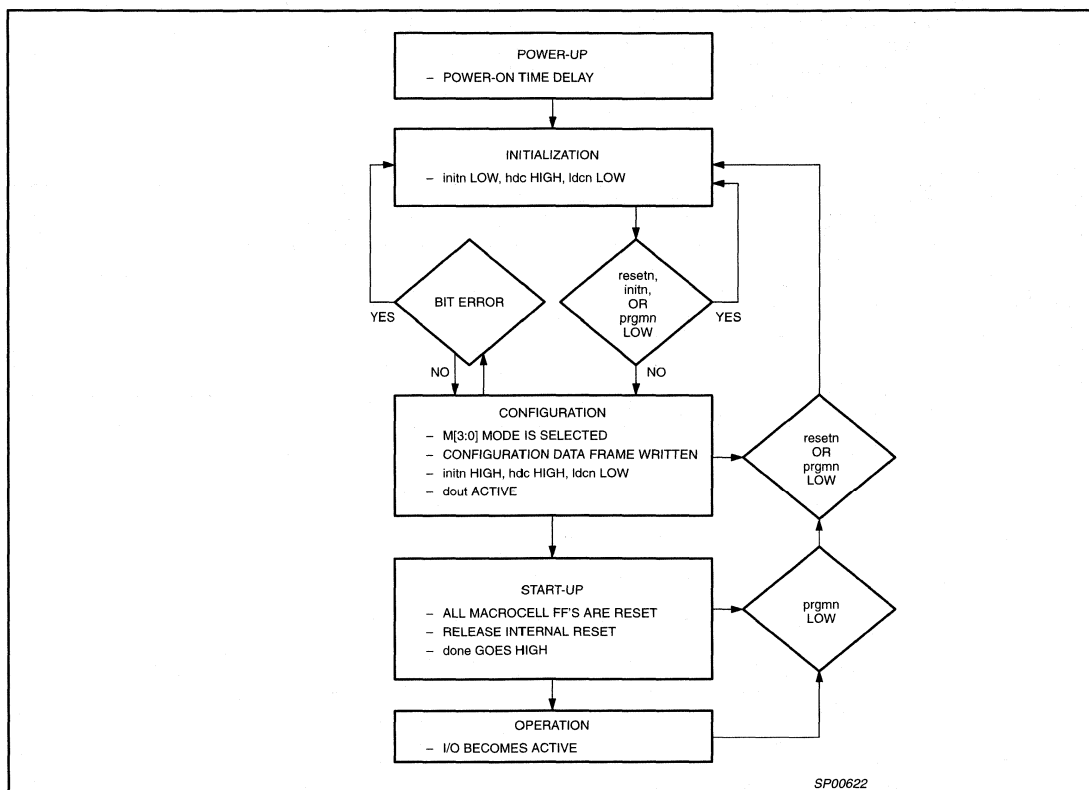 POWER-UP
– POWER-ON TIME DELAY
INITIALIZATION
– initn LOW, hdc HIGH, ldcn LOW
BIT ERROR
YES
NO
resetn,
initn,
OR
prgmn
LOW
YES
NO
CONFIGURATION
– M[3:0] MODE IS SELECTED
– CONFIGURATION DATA FRAME WRITTEN
– initn HIGH, hdc HIGH, ldcn LOW
– dout ACTIVE
resetn
OR
prgmn
LOW
START-UP
– ALL MACROCELL FF'S ARE RESET
– RELEASE INTERNAL RESET
– done GOES HIGH
prgmn
LOW
OPERATION
– I/O BECOMES ACTIVE
SP00622